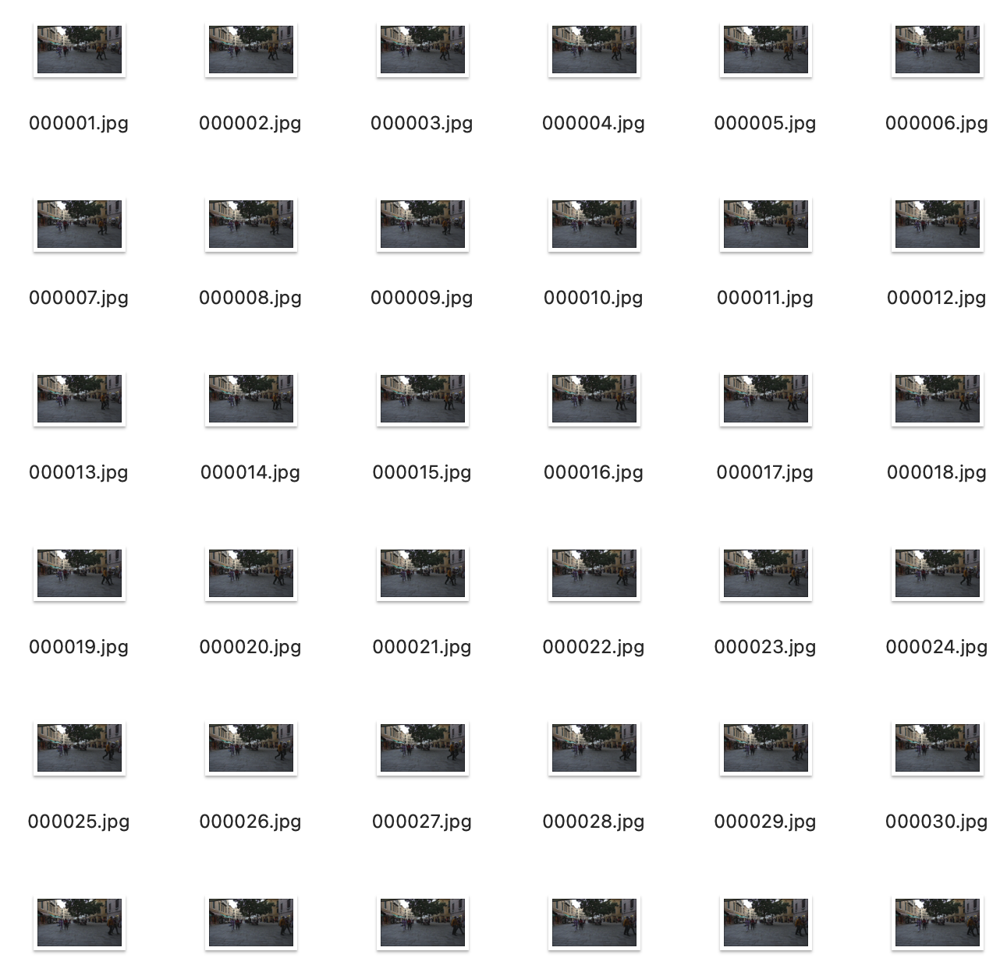 000001.jpg 000002.jpg 000003.jpg 000004.jpg 000005.jpg 000006.jpg
000007.jpg 000008.jpg 000009.jpg 000010.jpg 000011.jpg 000012.jpg
000013.jpg 000014.jpg 000015.jpg 000016.jpg 000017.jpg 000018.jpg
000019.jpg 000020.jpg 000021.jpg 000022.jpg 000023.jpg 000024.jpg
000025.jpg 000026.jpg 000027.jpg 000028.jpg 000029.jpg 000030.jpg